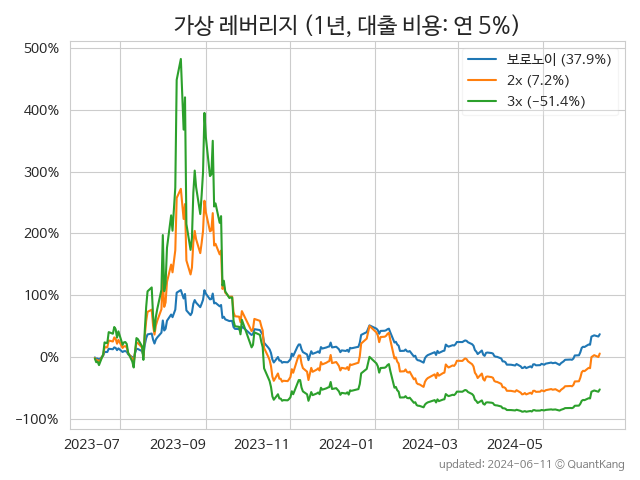 가상 레버리지 (1년, 대출 비용: 연 5%)
500%
400%
300%
200%
100%
0%
−100%
보로노이 (37.9%)
2x (7.2%)
3x (−51.4%)
2023-07
2023-09
2023-11
2024-01
2024-03
2024-05
updated: 2024-06-11 © QuantKang